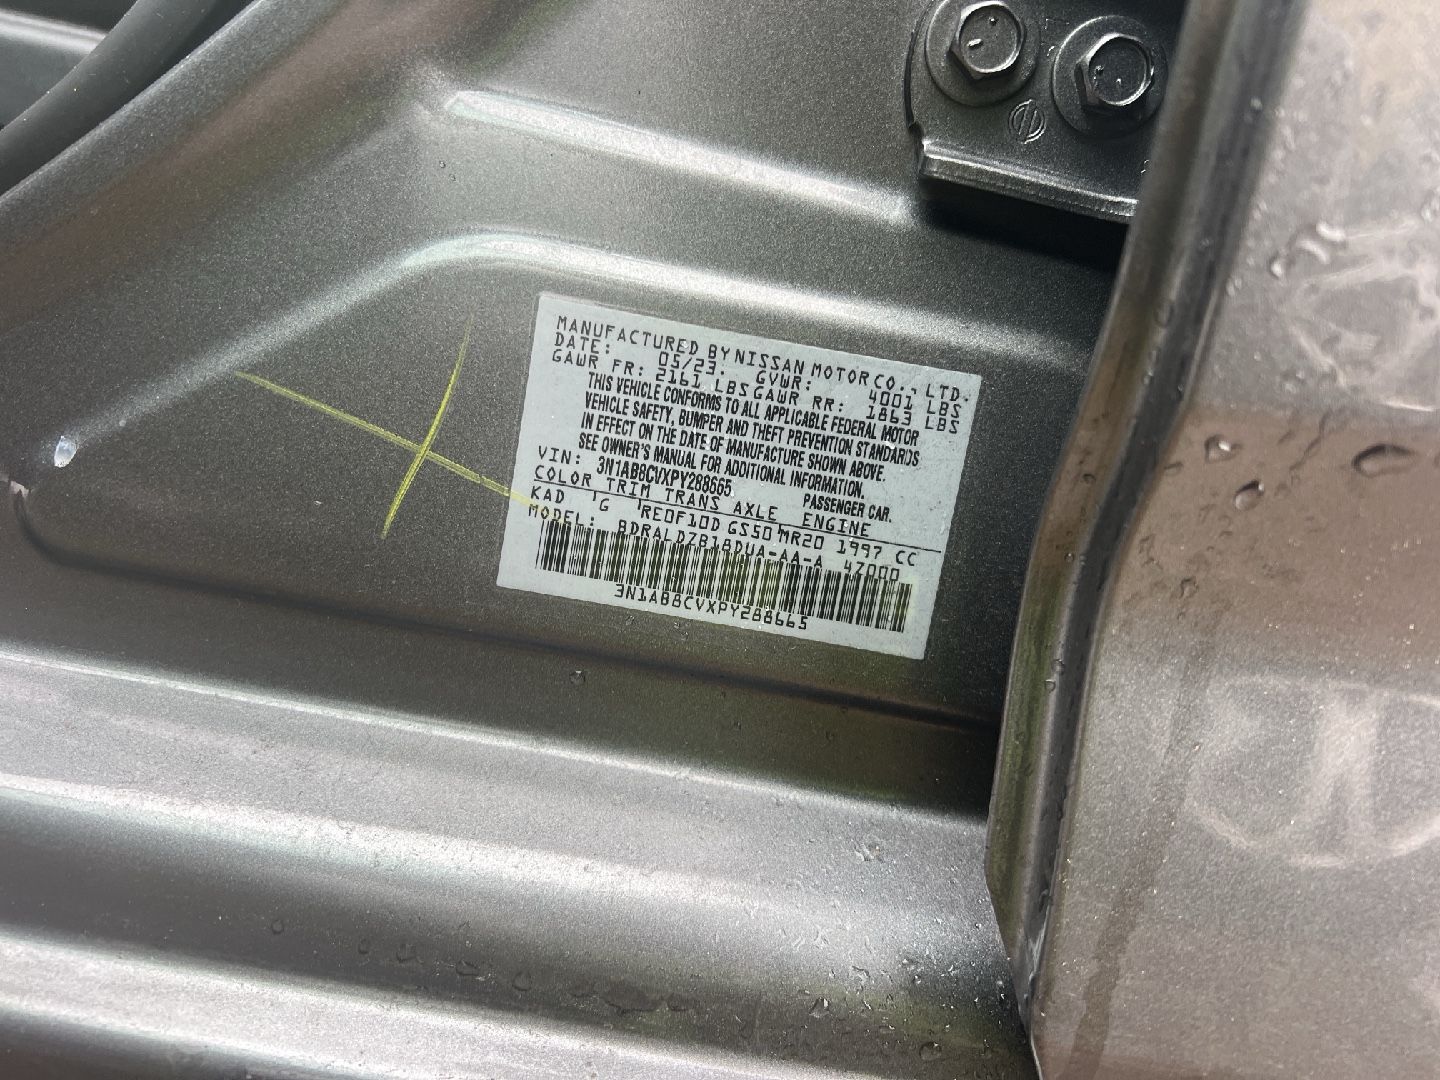 MANUFACTURED BY NISSAN MOTOR CO., LTD.
DATE: 05/23. GVWR: 4001 LBS
GAWR FR: 2161 LBS GAWR RR: 1863 LBS
THIS VEHICLE CONFORMS TO ALL APPLICABLE FEDERAL MOTOR
VEHICLE SAFETY, BUMPER AND THEFT PREVENTION STANDARDS
IN EFFECT ON THE DATE OF MANUFACTURE SHOWN ABOVE.
SEE OWNER'S MANUAL FOR ADDITIONAL INFORMATION.
VIN: 3N1AB8CVXPY288665 PASSENGER CAR.
COLOR TRIM TRANS AXLE ENGINE
KAD 'G 'RE0F10D GS50'MR20 1997 CC
MODEL: BDRALDZB18DUA-AA-A 4Z000
3N1AB8CVXPY288665